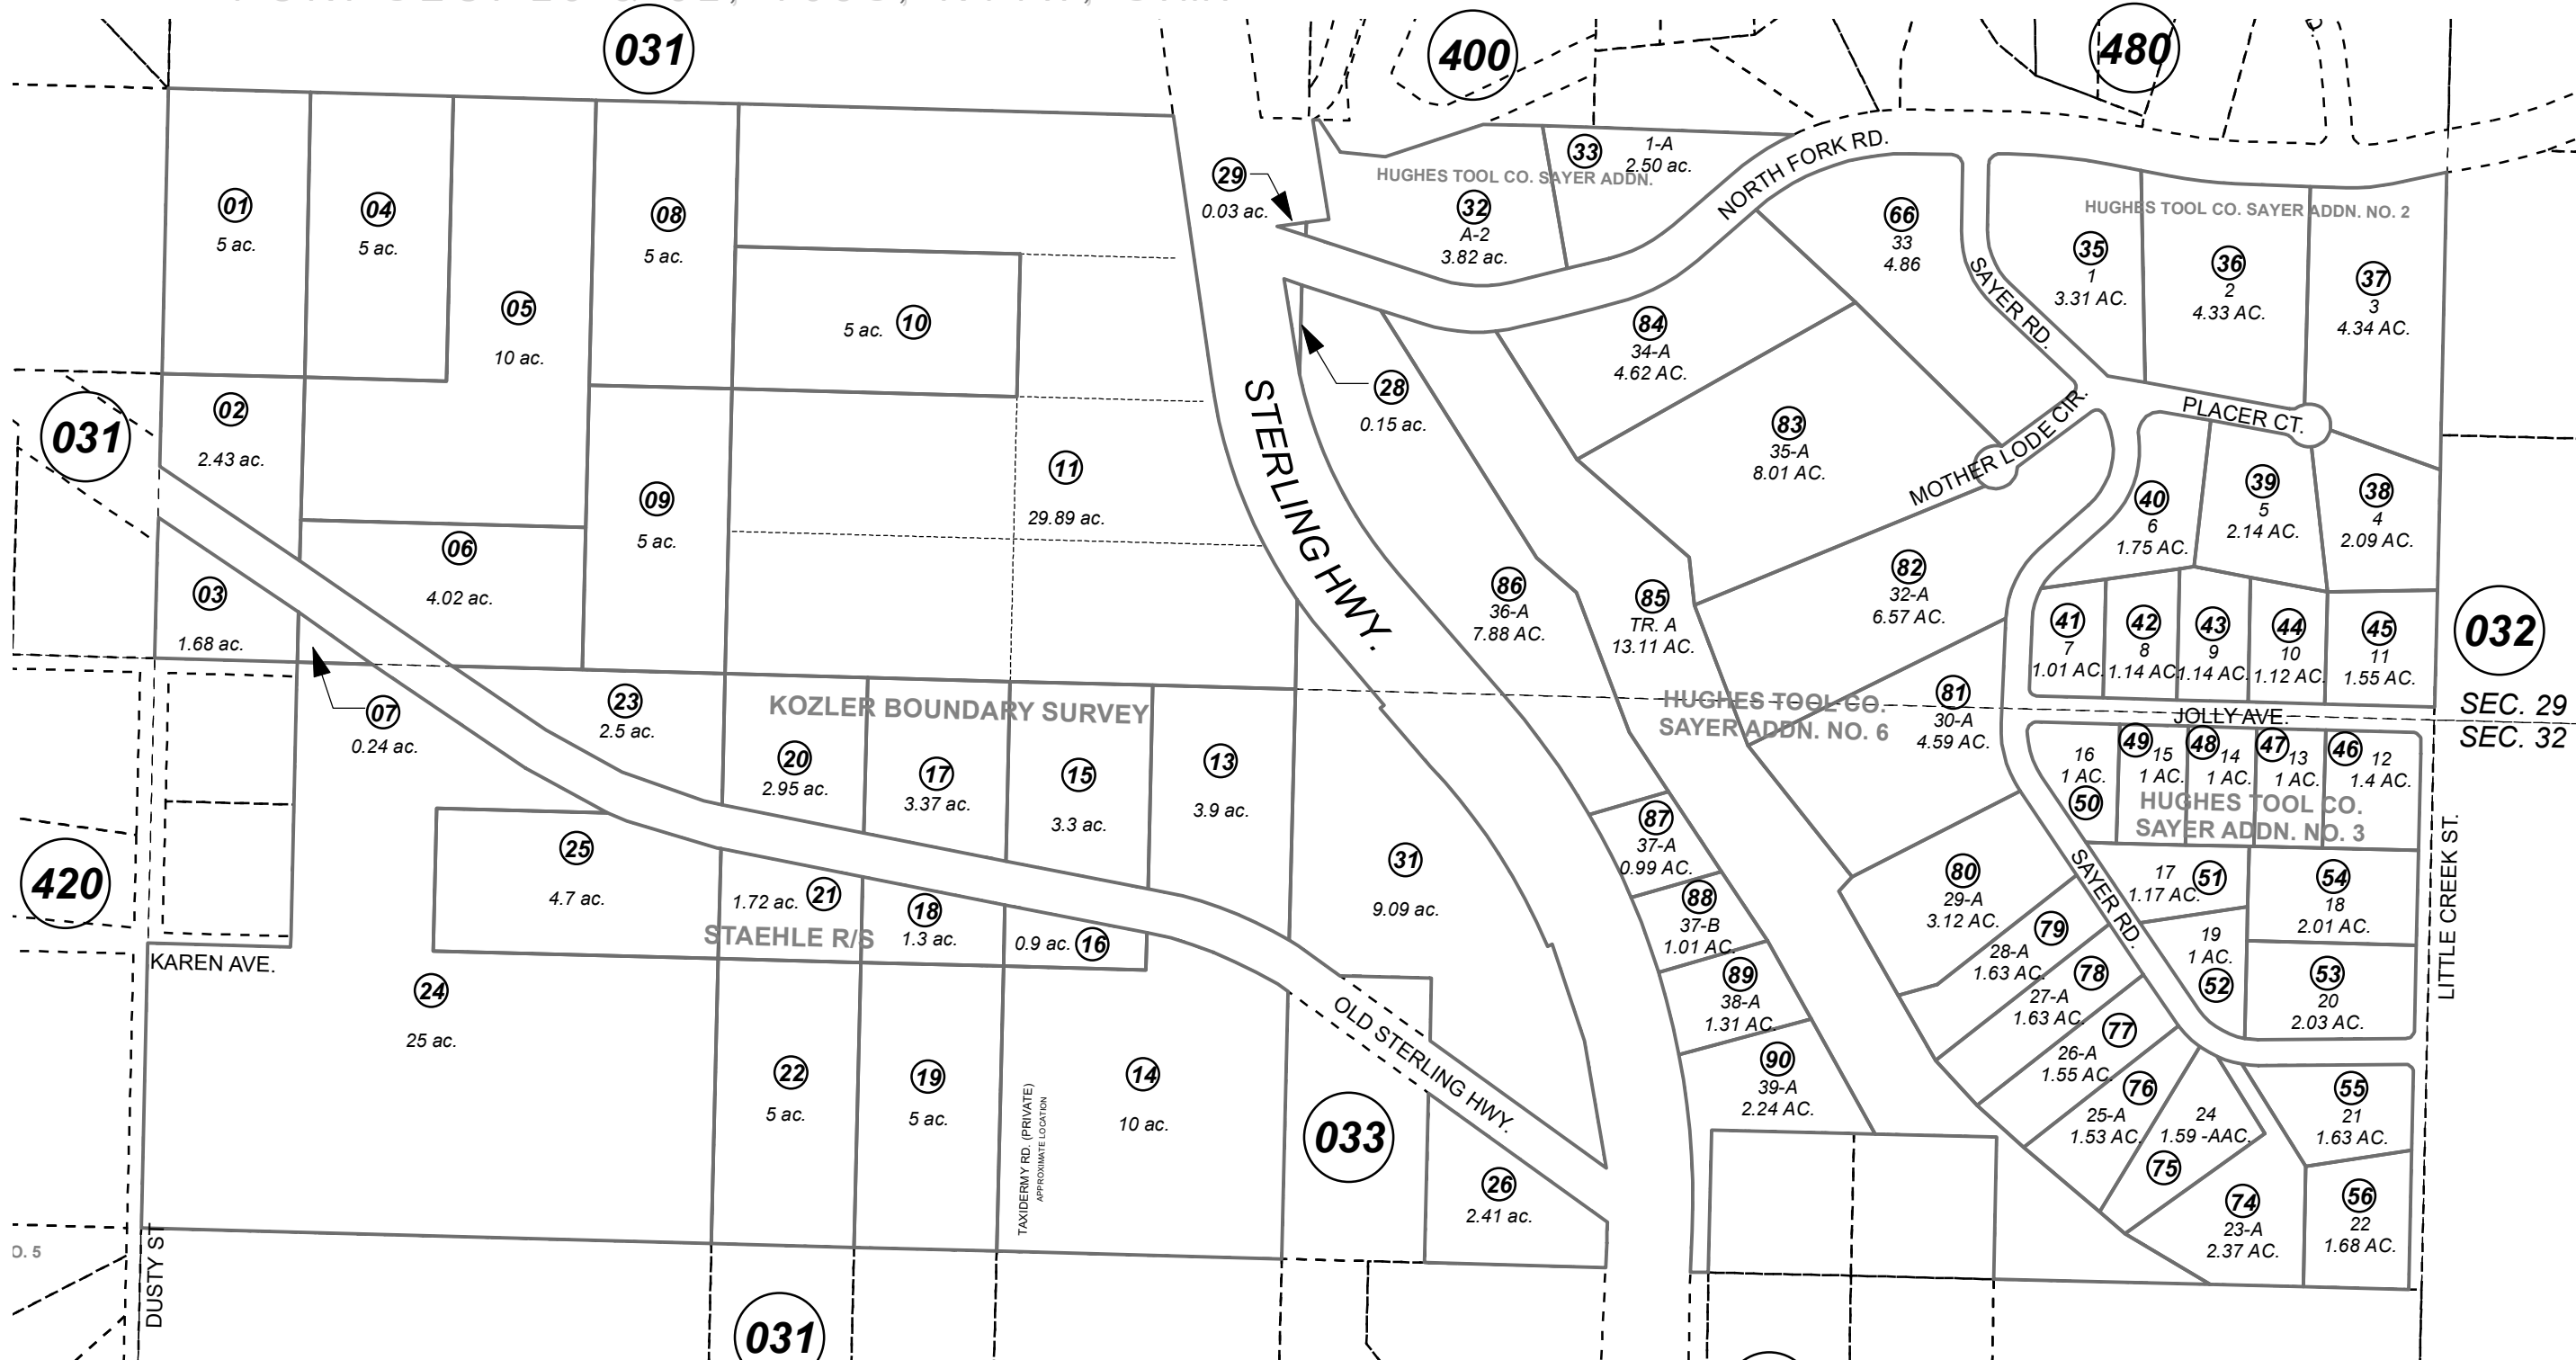 031
400
480
29
0.03 ac.
33
1-A
2.50 ac.
HUGHES TOOL CO. SAYER ADDN.
32
A-2
3.82 ac.
NORTH FORK RD.
66
33
4.86
HUGHES TOOL CO. SAYER ADDN. NO. 2
35
1
3.31 AC.
36
2
4.33 AC.
37
3
4.34 AC.
SAYER RD.
01
5 ac.
04
5 ac.
05
10 ac.
08
5 ac.
5 ac.
10
84
34-A
4.62 AC.
28
0.15 ac.
STERLING HWY.
031
02
2.43 ac.
83
35-A
8.01 AC.
MOTHER LODE CIR.
PLACER CT.
11
29.89 ac.
09
5 ac.
06
4.02 ac.
03
1.68 ac.
40
6
1.75 AC.
39
5
2.14 AC.
38
4
2.09 AC.
86
36-A
7.88 AC.
85
TR. A
13.11 AC.
82
32-A
6.57 AC.
41
7
1.01 AC.
42
8
1.14 AC.
43
9
1.14 AC.
44
10
1.12 AC.
45
11
1.55 AC.
032
SEC. 29
SEC. 32
JOLLY AVE.
07
0.24 ac.
23
2.5 ac.
KOZLER BOUNDARY SURVEY
20
2.95 ac.
17
3.37 ac.
15
3.3 ac.
13
3.9 ac.
HUGHES TOOL CO.
SAYER ADDN. NO. 6
81
30-A
4.59 AC.
16
1 AC.
50
49
15
1 AC.
48
14
1 AC.
47
13
1 AC.
46
12
1.4 AC.
HUGHES TOOL CO.
SAYER ADDN. NO. 3
LITTLE CREEK ST.
420
25
4.7 ac.
1.72 ac.
21
STAEHLE R/S
18
1.3 ac.
0.9 ac.
16
31
9.09 ac.
87
37-A
0.99 AC.
88
37-B
1.01 AC.
89
38-A
1.31 AC.
90
39-A
2.24 AC.
80
29-A
3.12 AC.
SAYER RD.
17
1.17 AC.
51
54
18
2.01 AC.
79
28-A
1.63 AC.
78
27-A
1.63 AC.
19
1 AC.
52
53
20
2.03 AC.
77
26-A
1.55 AC.
76
25-A
1.53 AC.
24
1.59 -AAC.
75
55
21
1.63 AC.
74
23-A
2.37 AC.
56
22
1.68 AC.
KAREN AVE.
24
25 ac.
22
5 ac.
19
5 ac.
TAXIDERMY RD. (PRIVATE)
APPROXIMATE LOCATION
14
10 ac.
OLD STERLING HWY.
033
26
2.41 ac.
O. 5
DUSTY ST
031